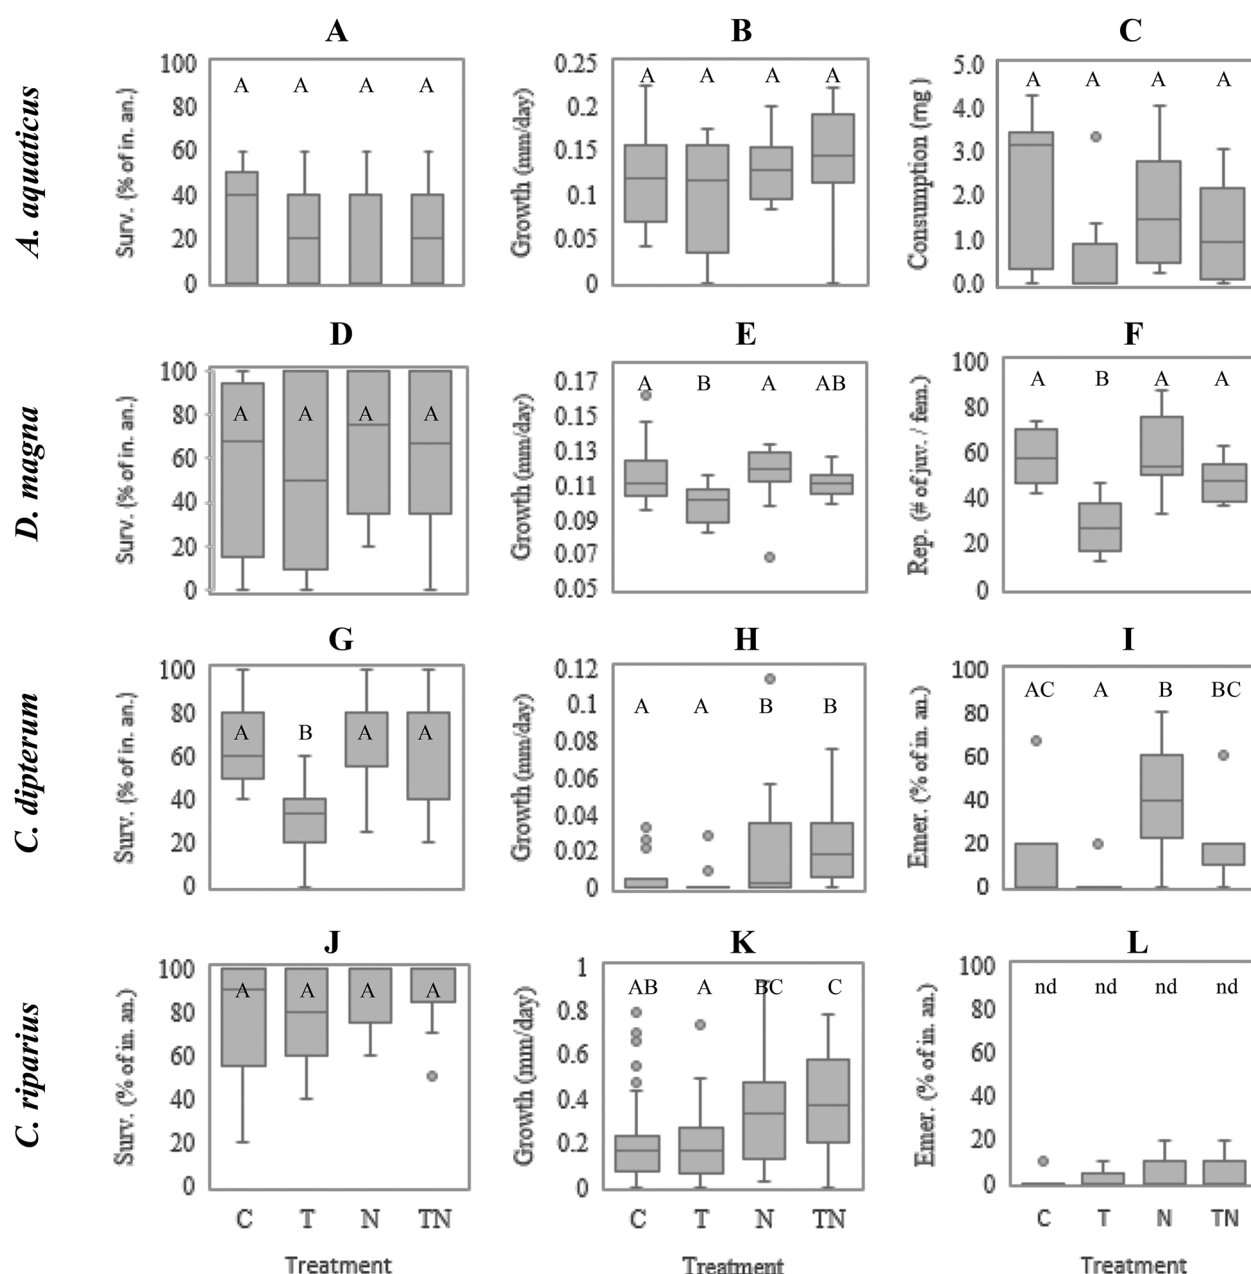 A B C
A. aquaticus
Surv. (% of in. an.)
100
80
60
40
20
0
A A A A
Growth (mm/day)
0.25
0.2
0.15
0.1
0.05
0
A A A A
Consumption (mg )
5.0
4.0
3.0
2.0
1.0
0.0
A A A A
D E F
D. magna
Surv. (% of in. an.)
100
80
60
40
20
0
A A A A
Growth (mm/day)
0.17
0.15
0.13
0.11
0.09
0.07
0.05
A B A AB
Rep. (# of juv. / fem.)
100
80
60
40
20
0
A B A A
G H I
C. dipterum
Surv. (% of in. an.)
100
80
60
40
20
0
A B A A
Growth (mm/day)
0.12
0.1
0.08
0.06
0.04
0.02
0
A A B B
Emer. (% of in. an.)
100
80
60
40
20
0
AC A B BC
J K L
C. riparius
Surv. (% of in. an.)
100
80
60
40
20
0
A A A A
C T N TN
Treatment
Growth (mm/day)
1
0.8
0.6
0.4
0.2
0
AB A BC C
C T N TN
Treatment
Emer. (% of in. an.)
100
80
60
40
20
0
nd nd nd nd
C T N TN
Treatment